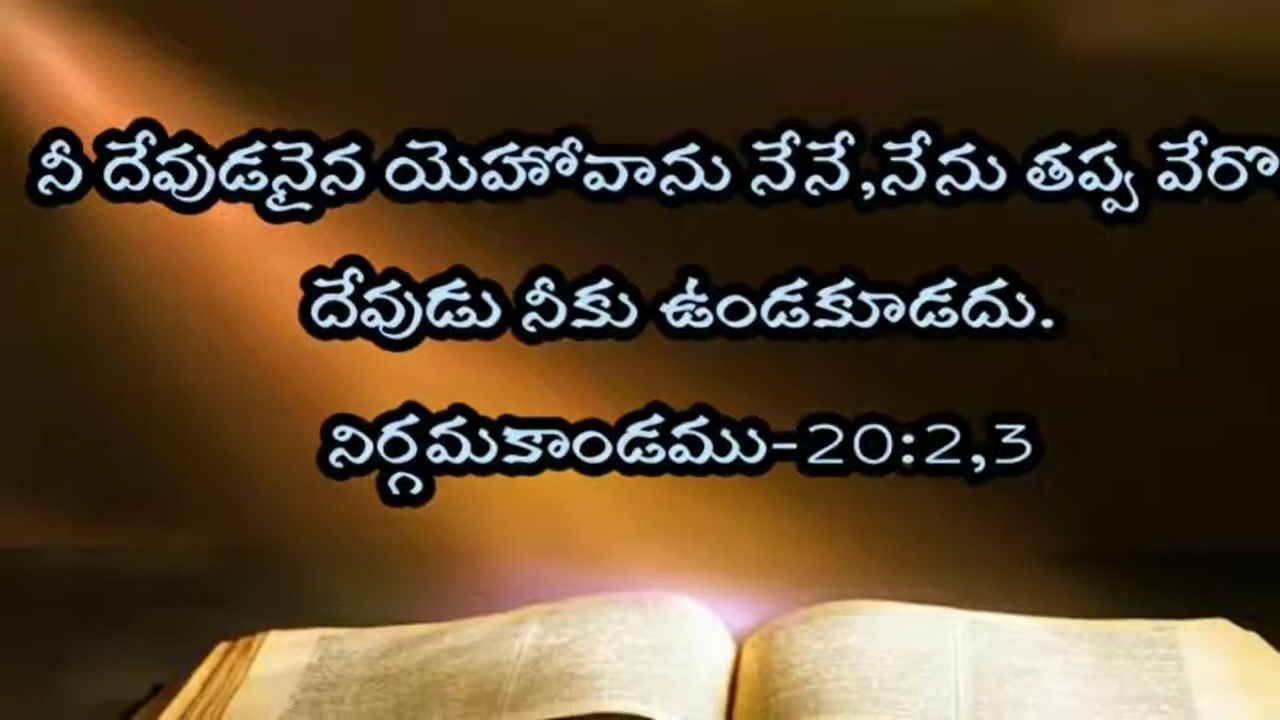 నీ దేవుడనైన యెహోవాను నేనే,నేను తప్ప వేరొ
దేవుడు నీకు ఉండకూడదు.
నిర్గమకాండము-20:2,3